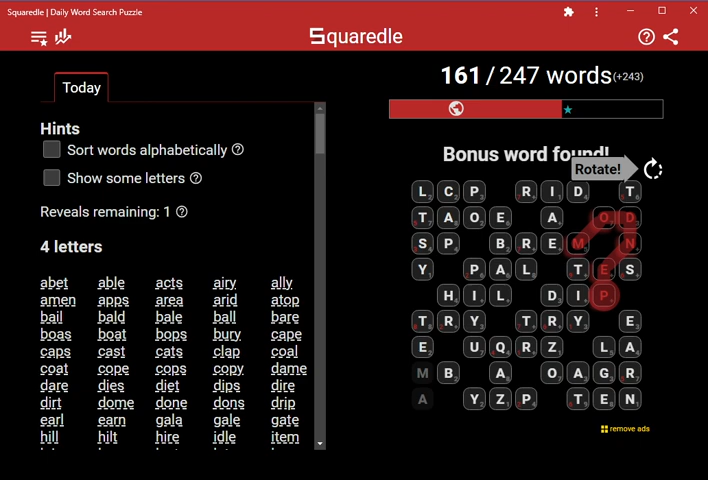 Squaredle | Daily Word Search Puzzle
Squaredle
Today
161 / 247 words (+243)
Hints
Sort words alphabetically
Show some letters
Reveals remaining: 1
4 letters
abet able acts airy ally
amen apps area arid atop
bail bald bale ball bare
boas boat bops bury cape
caps cast cats clap coal
coat cope cops copy dame
dare dies diet dips dire
dirt dome done dons drip
earl earn gala gale gate
hill hilt hire idle item
Bonus word found!
Rotate!
L C P R I D T
T A O E A O D
S P B R E M N
Y P A L T E S
H I L D I P
T R Y T R Y E
E U Q R Z L A
M B A O A G R
A Y Z P T E N
remove ads